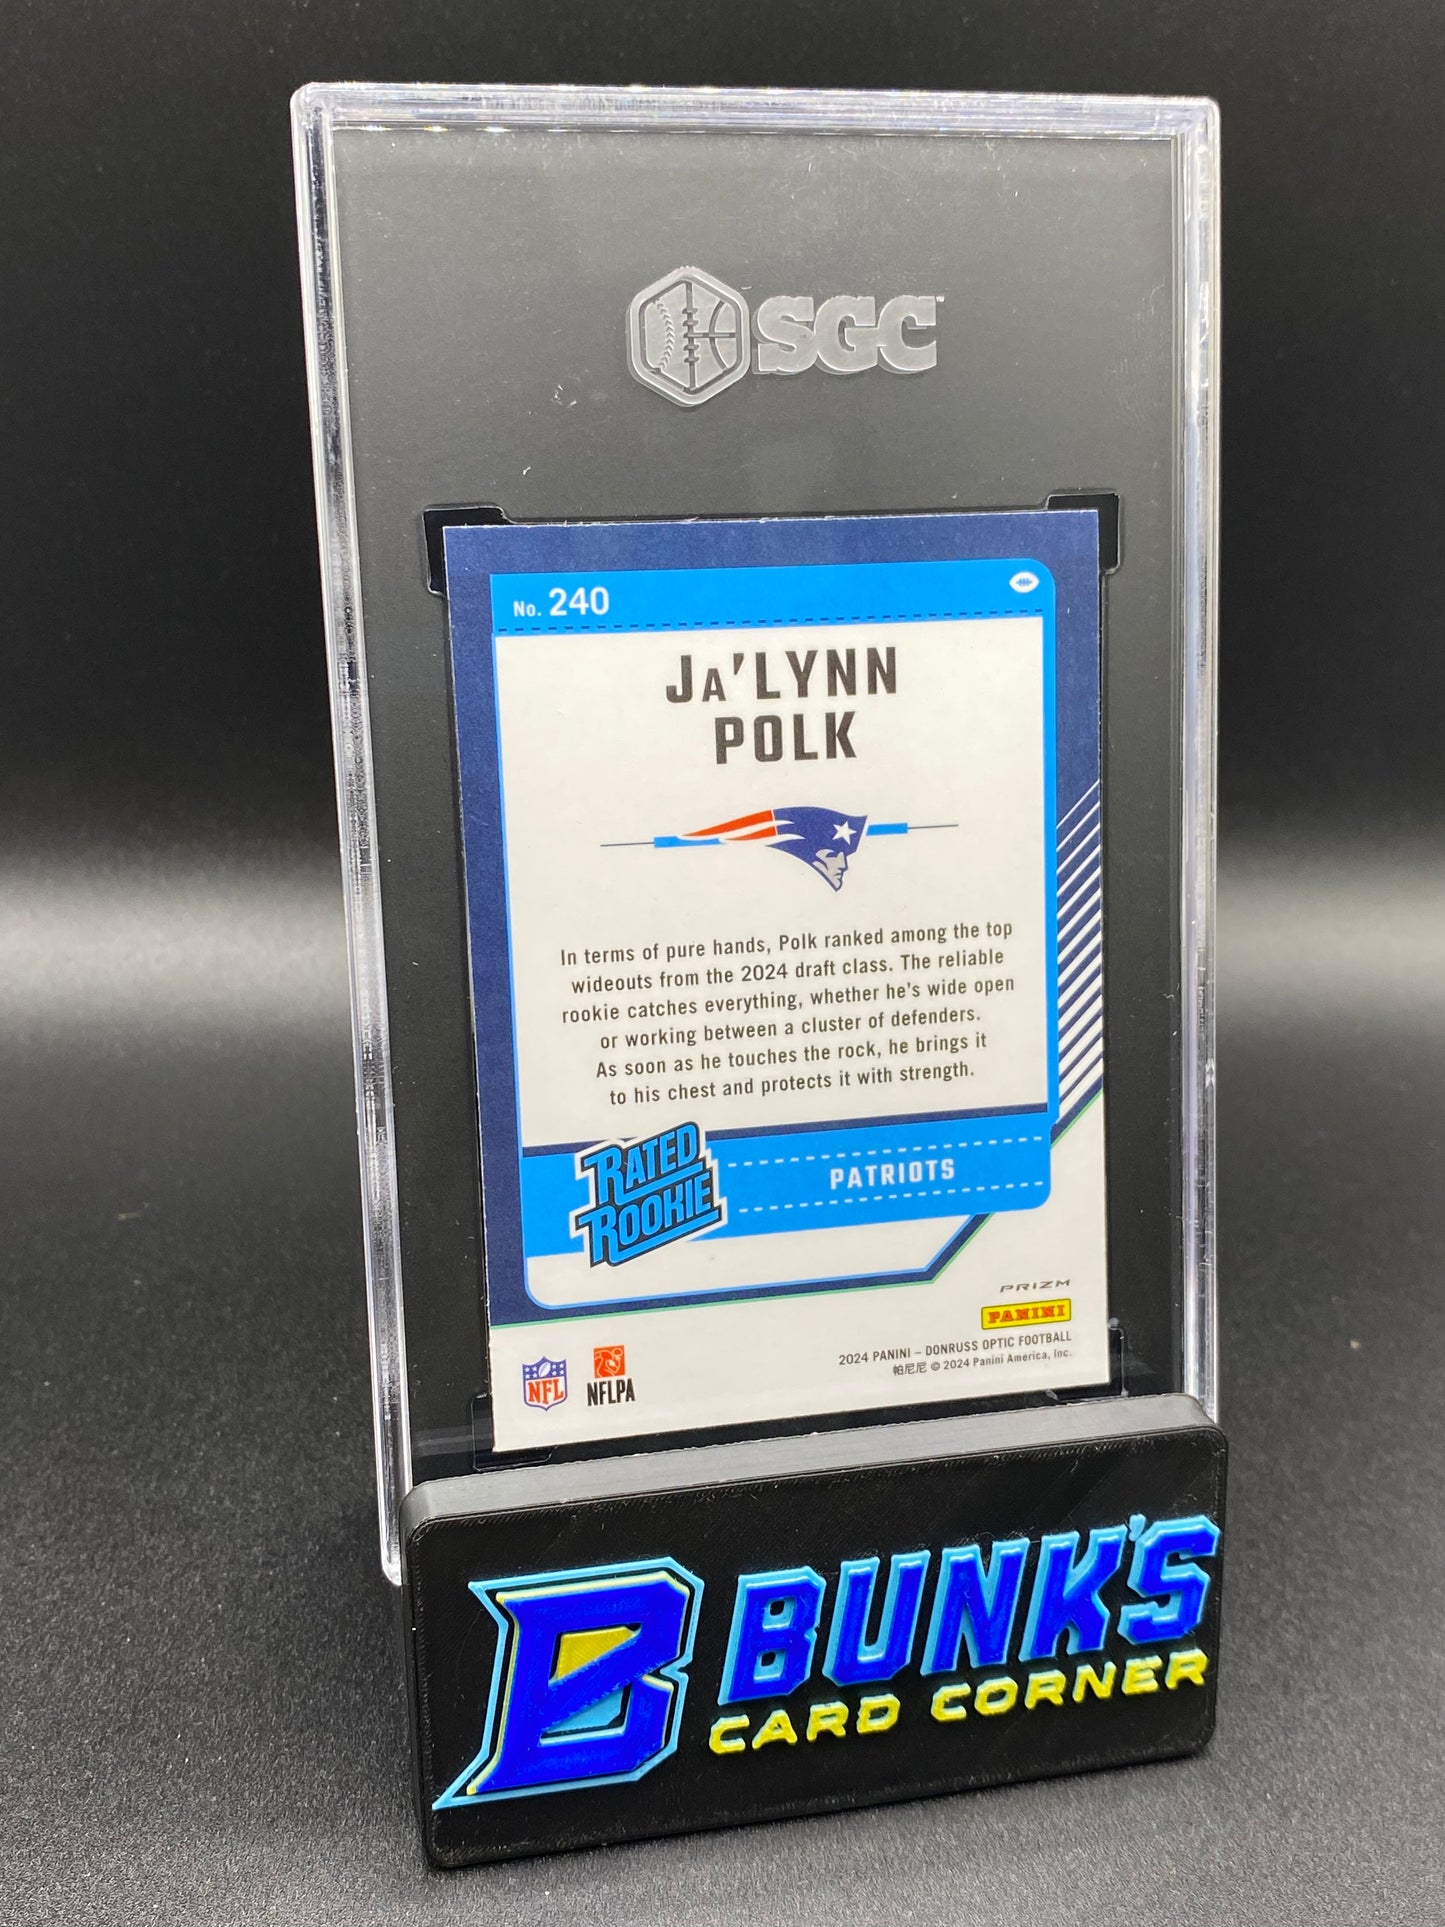 SGC™
No. 240
JA'LYNN
POLK
In terms of pure hands, Polk ranked among the top
wideouts from the 2024 draft class. The reliable
rookie catches everything, whether he's wide open
or working between a cluster of defenders.
As soon as he touches the rock, he brings it
to his chest and protects it with strength.
RATED
ROOKIE
PATRIOTS
PRIZM
PANINI
2024 PANINI – DONRUSS OPTIC FOOTBALL
帕尼尼 © 2024 Panini America, Inc.
NFL
NFLPA
B
BUNK'S
CARD CORNER